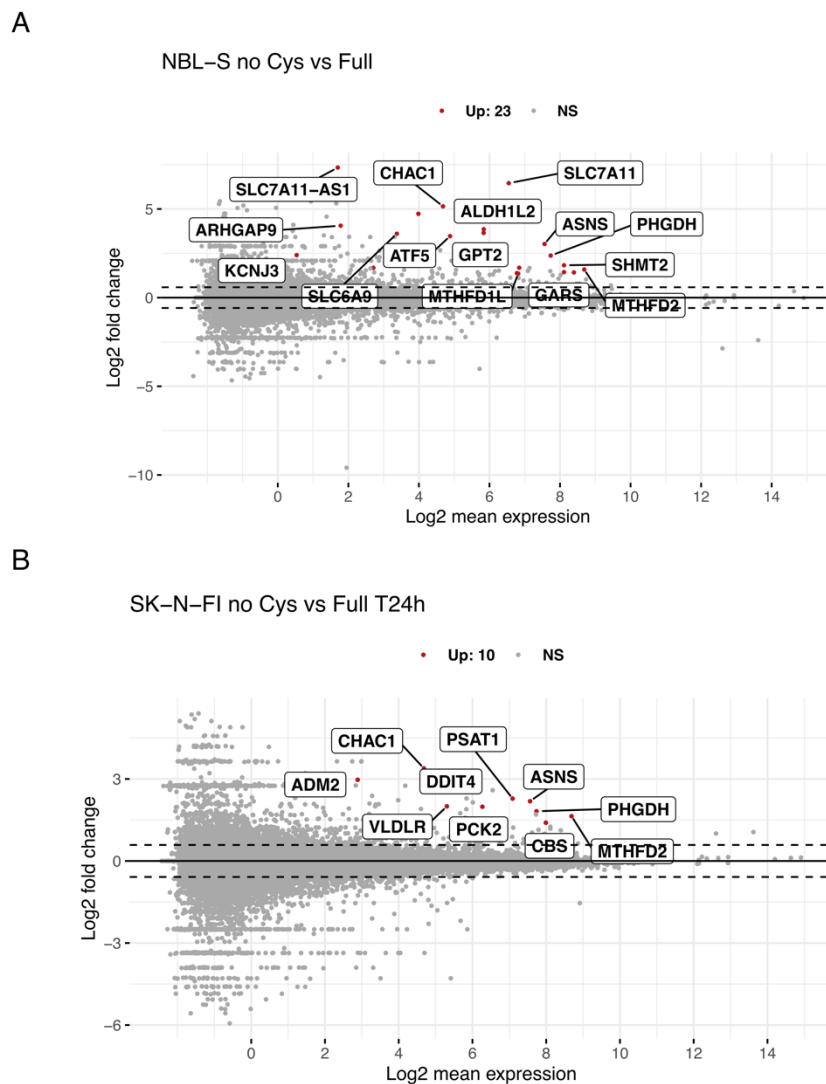 A
NBL−S no Cys vs Full
Up: 23 NS
SLC7A11−AS1
CHAC1
SLC7A11
ARHGAP9
ALDH1L2
ASNS
PHGDH
KCNJ3
ATF5
GPT2
SHMT2
SLC6A9
MTHFD1L
GARS
MTHFD2
5
0
−5
−10
Log2 fold change
0 2 4 6 8 10 12 14
Log2 mean expression
B
SK−N−FI no Cys vs Full T24h
Up: 10 NS
CHAC1
PSAT1
ADM2
DDIT4
ASNS
VLDLR
PCK2
PHGDH
CBS
MTHFD2
3
0
−3
−6
Log2 fold change
0 2 4 6 8 10 12 14
Log2 mean expression